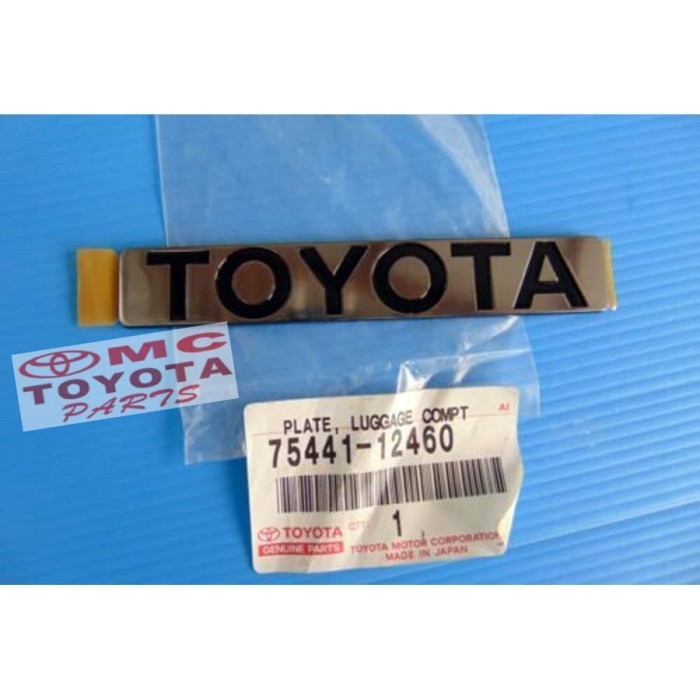 TOYOTA
MC
TOYOTA
PARTS
PLATE, LUGGAGE COMPT
AI
75441-12460
TOYOTA
GENUINE PARTS
QTY
1
TOYOTA MOTOR CORPORATION
MADE IN JAPAN